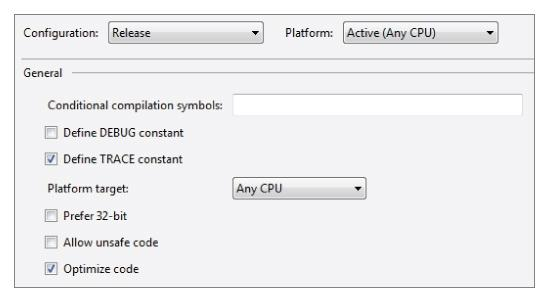 Configuration: Release Platform: Active (Any CPU)
General
Conditional compilation symbols:
Define DEBUG constant
Define TRACE constant
Platform target: Any CPU
Prefer 32-bit
Allow unsafe code
Optimize code